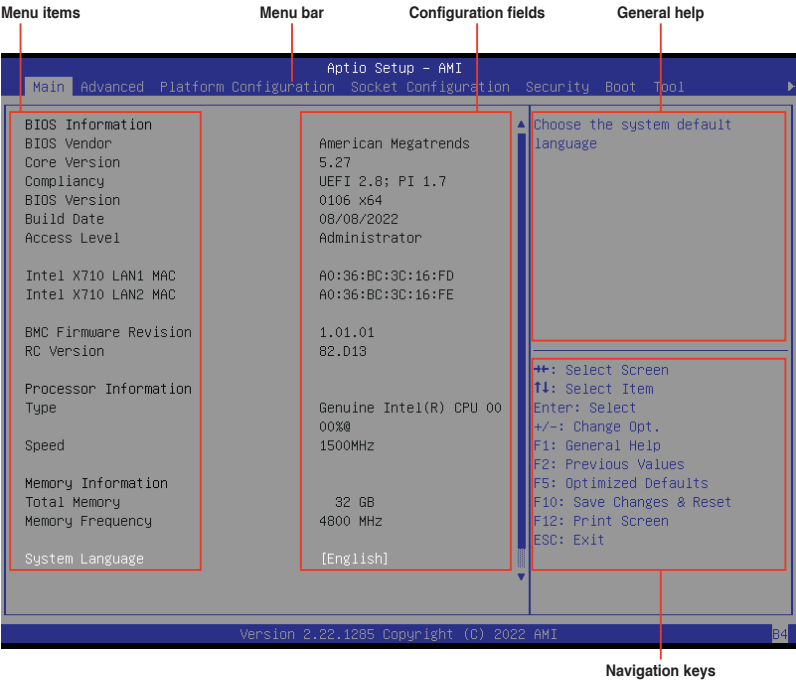 Menu items Menu bar Configuration fields General help
Aptio Setup – AMI
Main Advanced Platform Configuration Socket Configuration Security Boot Tool
BIOS Information
BIOS Vendor American Megatrends
Core Version 5.27
Compliancy UEFI 2.8; PI 1.7
BIOS Version 0106 x64
Build Date 08/08/2022
Access Level Administrator
Intel X710 LAN1 MAC A0:36:BC:3C:16:FD
Intel X710 LAN2 MAC A0:36:BC:3C:16:FE
BMC Firmware Revision 1.01.01
RC Version 82.D13
Processor Information
Type Genuine Intel(R) CPU 00
00%@
Speed 1500MHz
Memory Information
Total Memory 32 GB
Memory Frequency 4800 MHz
System Language [English]
Choose the system default
language
→←: Select Screen
↑↓: Select Item
Enter: Select
+/-: Change Opt.
F1: General Help
F2: Previous Values
F5: Optimized Defaults
F10: Save Changes & Reset
F12: Print Screen
ESC: Exit
Version 2.22.1285 Copyright (C) 2022 AMI
B4
Navigation keys